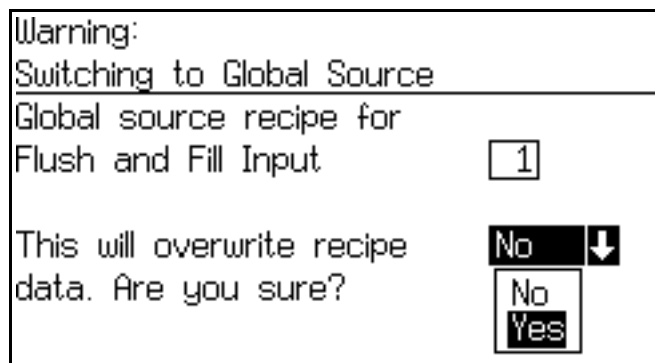 Warning:
Switching to Global Source
Global source recipe for
Flush and Fill Input 1
This will overwrite recipe No
data. Are you sure? No
Yes